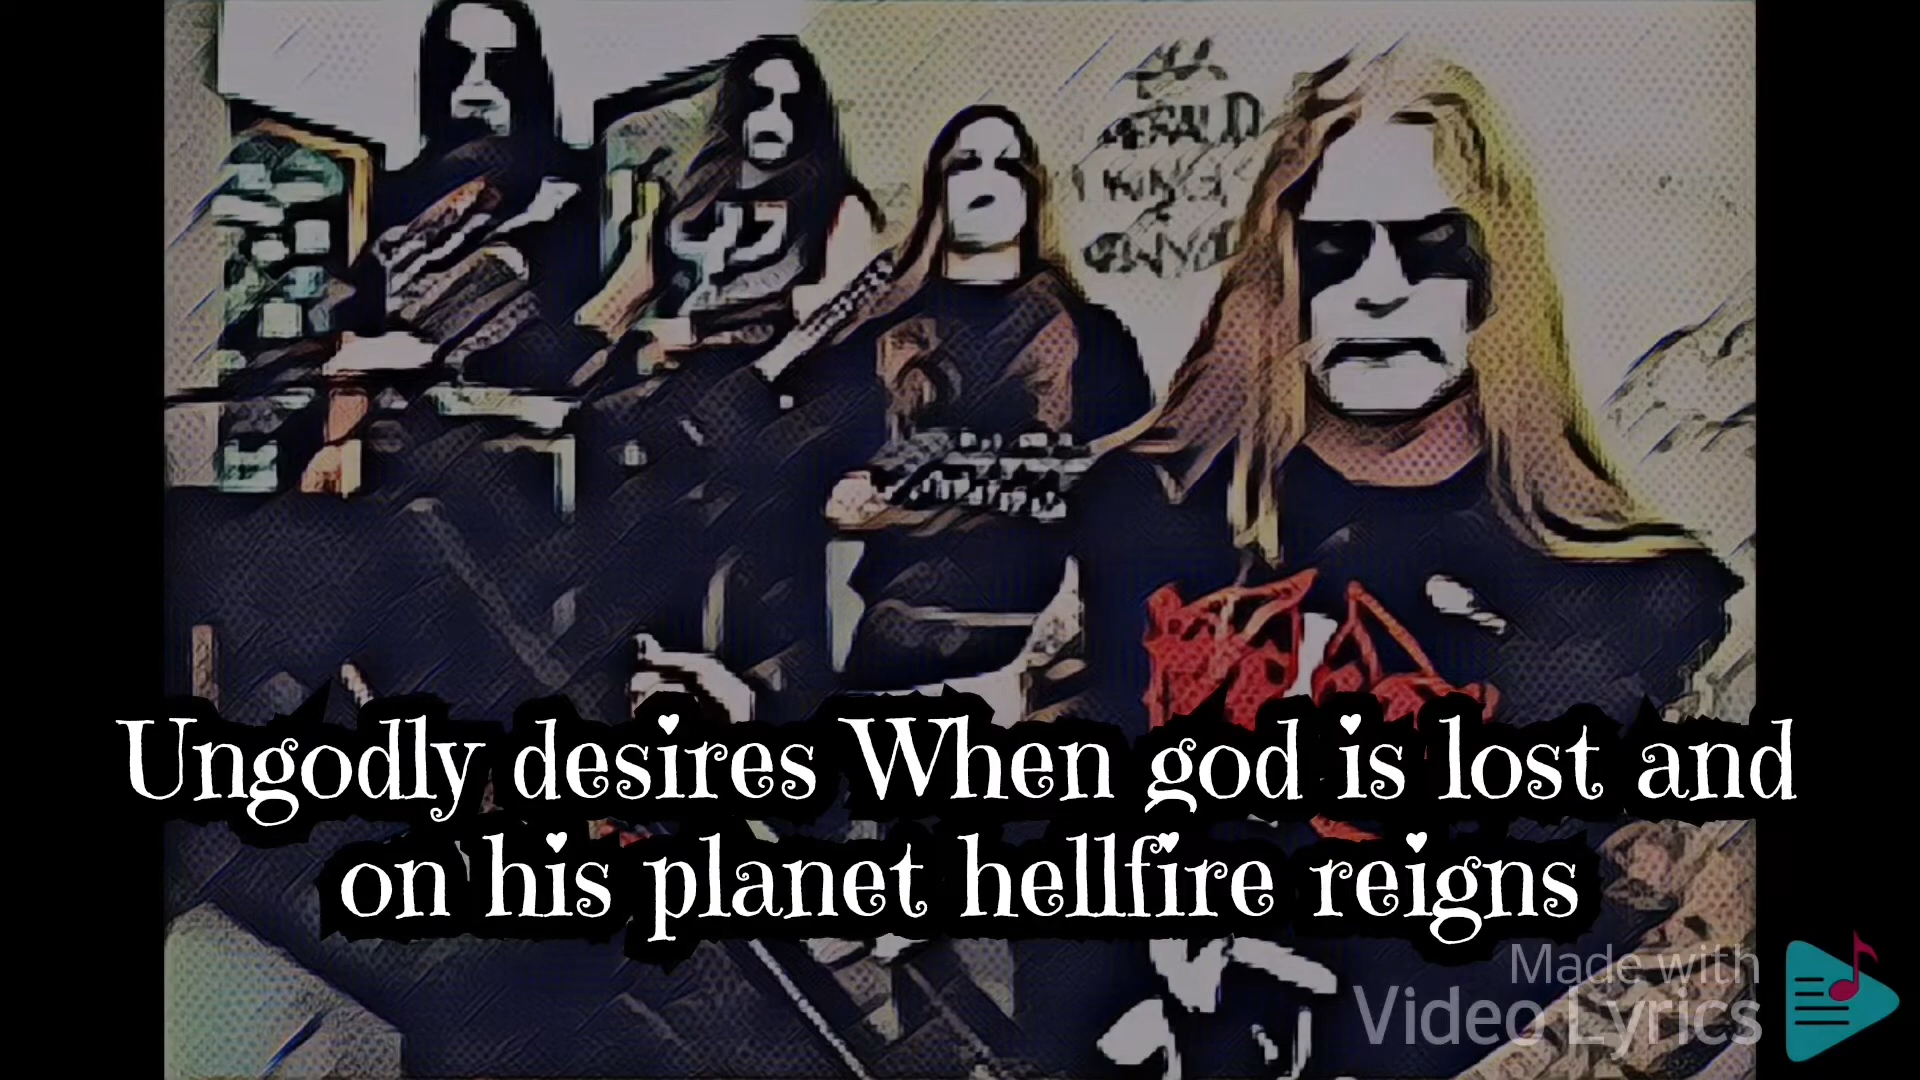 Ungodly desires When god is lost and
on his planet hellfire reigns
Made with
Video Lyrics